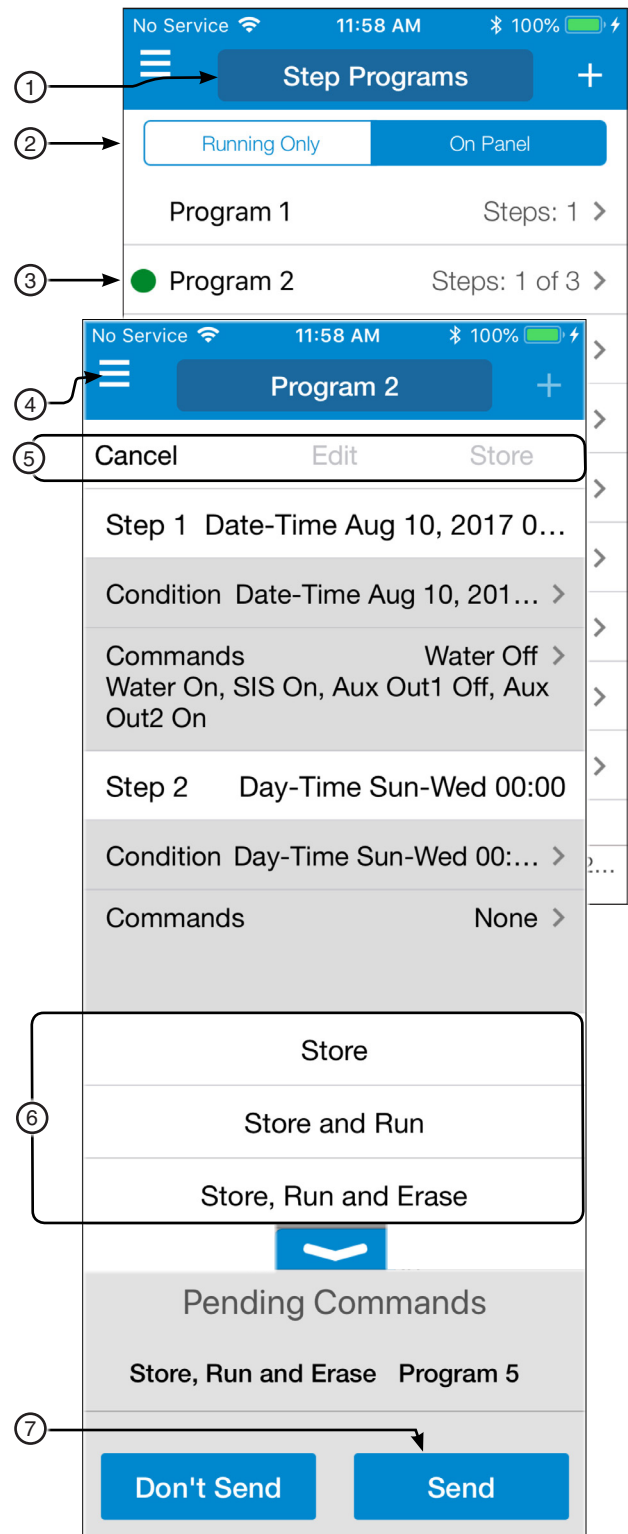 No Service 11:58 AM 100%
1 Step Programs +
2 Running Only On Panel
Program 1 Steps: 1 >
3 Program 2 Steps: 1 of 3 >
No Service 11:58 AM 100%
4 Program 2 +
5 Cancel Edit Store
Step 1 Date-Time Aug 10, 2017 0...
Condition Date-Time Aug 10, 201... >
Commands Water Off >
Water On, SIS On, Aux Out1 Off, Aux
Out2 On
Step 2 Day-Time Sun-Wed 00:00
Condition Day-Time Sun-Wed 00:... >
Commands None >
Store
6 Store and Run
Store, Run and Erase
Pending Commands
Store, Run and Erase Program 5
7
Don't Send Send